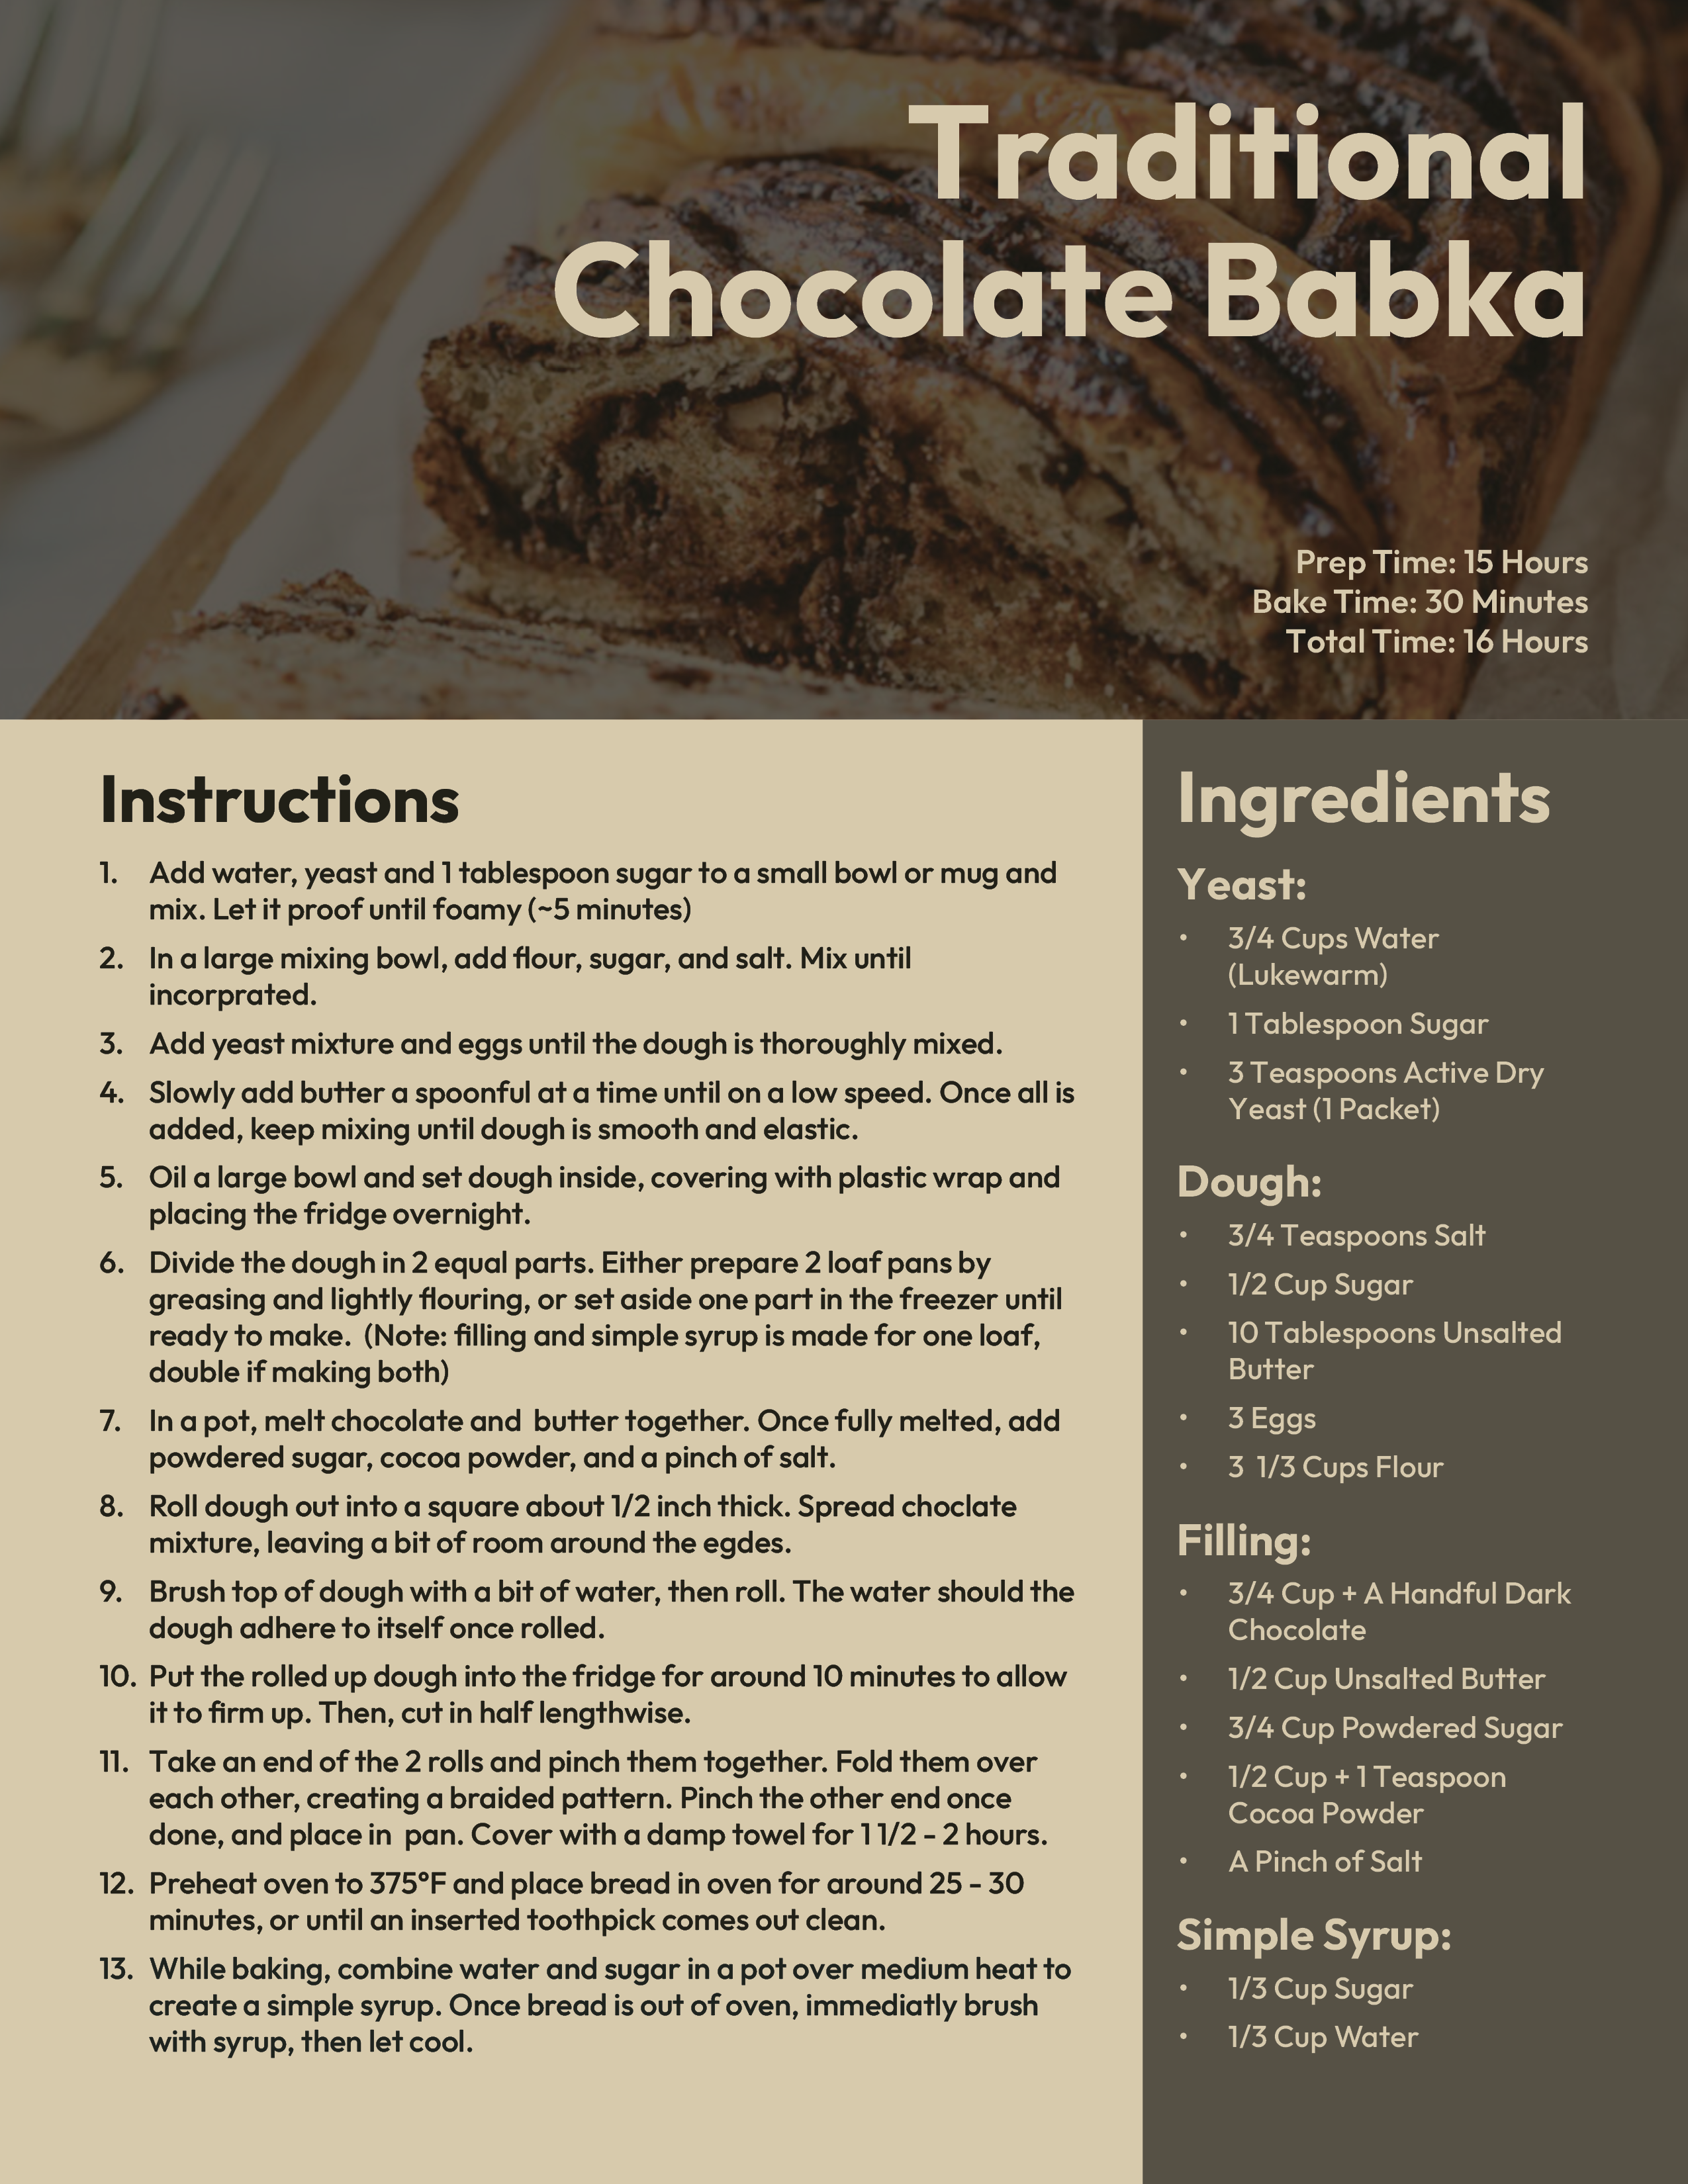 Traditional
Chocolate Babka
Prep Time: 15 Hours
Bake Time: 30 Minutes
Total Time: 16 Hours
Instructions
1. Add water, yeast and 1 tablespoon sugar to a small bowl or mug and
mix. Let it proof until foamy (~5 minutes)
2. In a large mixing bowl, add flour, sugar, and salt. Mix until
incorprated.
3. Add yeast mixture and eggs until the dough is thoroughly mixed.
4. Slowly add butter a spoonful at a time until on a low speed. Once all is
added, keep mixing until dough is smooth and elastic.
5. Oil a large bowl and set dough inside, covering with plastic wrap and
placing the fridge overnight.
6. Divide the dough in 2 equal parts. Either prepare 2 loaf pans by
greasing and lightly flouring, or set aside one part in the freezer until
ready to make.  (Note: filling and simple syrup is made for one loaf,
double if making both)
7. In a pot, melt chocolate and  butter together. Once fully melted, add
powdered sugar, cocoa powder, and a pinch of salt.
8. Roll dough out into a square about 1/2 inch thick. Spread choclate
mixture, leaving a bit of room around the egdes.
9. Brush top of dough with a bit of water, then roll. The water should the
dough adhere to itself once rolled.
10. Put the rolled up dough into the fridge for around 10 minutes to allow
it to firm up. Then, cut in half lengthwise.
11. Take an end of the 2 rolls and pinch them together. Fold them over
each other, creating a braided pattern. Pinch the other end once
done, and place in  pan. Cover with a damp towel for 1 1/2 - 2 hours.
12. Preheat oven to 375°F and place bread in oven for around 25 - 30
minutes, or until an inserted toothpick comes out clean.
13. While baking, combine water and sugar in a pot over medium heat to
create a simple syrup. Once bread is out of oven, immediatly brush
with syrup, then let cool.
Ingredients
Yeast:
• 3/4 Cups Water
(Lukewarm)
• 1 Tablespoon Sugar
• 3 Teaspoons Active Dry
Yeast (1 Packet)
Dough:
• 3/4 Teaspoons Salt
• 1/2 Cup Sugar
• 10 Tablespoons Unsalted
Butter
• 3 Eggs
• 3  1/3 Cups Flour
Filling:
• 3/4 Cup + A Handful Dark
Chocolate
• 1/2 Cup Unsalted Butter
• 3/4 Cup Powdered Sugar
• 1/2 Cup + 1 Teaspoon
Cocoa Powder
• A Pinch of Salt
Simple Syrup:
• 1/3 Cup Sugar
• 1/3 Cup Water